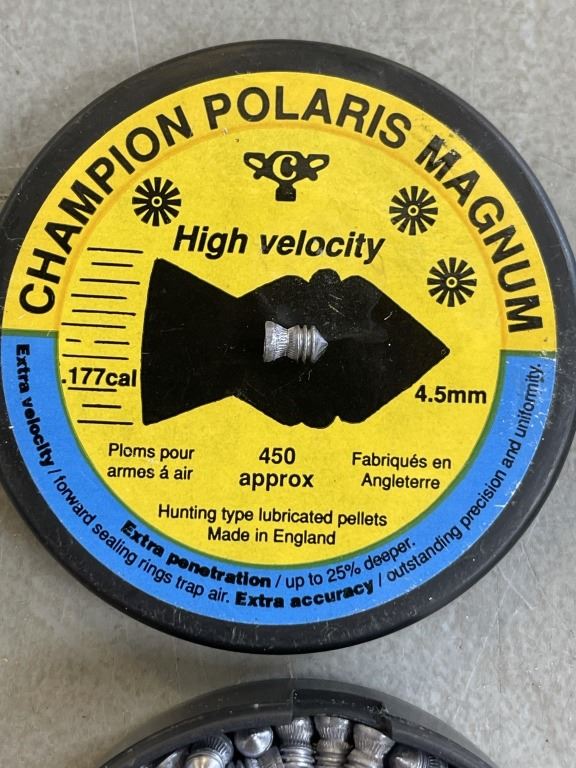 CHAMPION POLARIS MAGNUM
C
High velocity
.177cal
4.5mm
Ploms pour
armes á air
450
approx
Fabriqués en
Angleterre
Hunting type lubricated pellets
Made in England
Extra velocity / forward sealing rings trap air. Extra accuracy / outstanding precision and uniformity.
Extra penetration / up to 25% deeper.